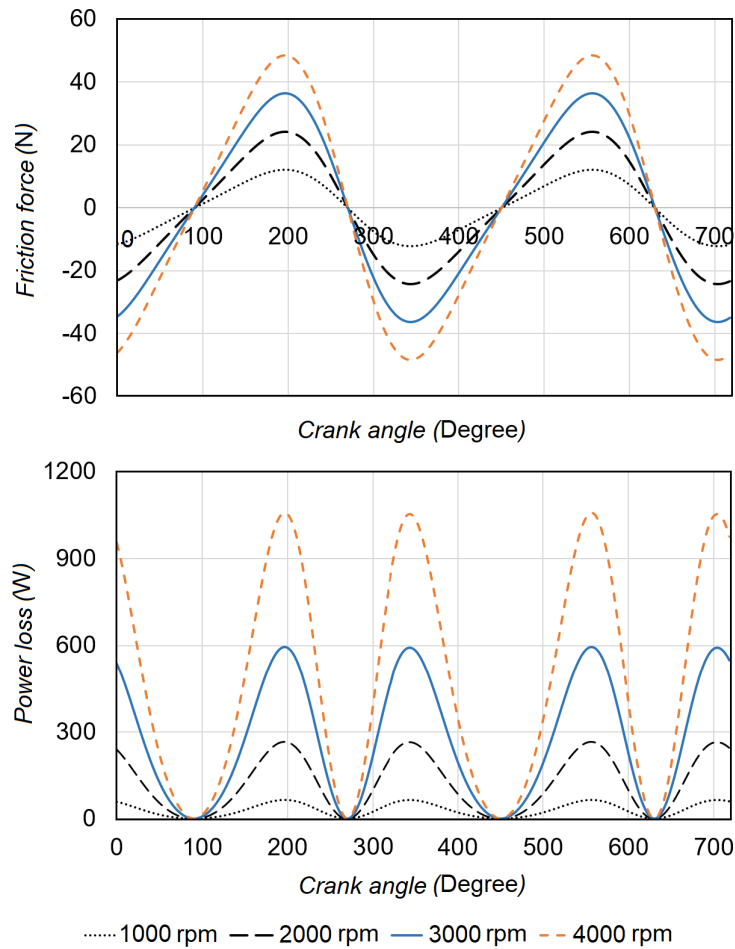 60
40
20
0
-20
-40
-60
Friction force (N)
0 100 200 300 400 500 600 700
Crank angle (Degree)
1200
900
600
300
0
Power loss (W)
0 100 200 300 400 500 600 700
Crank angle (Degree)
1000 rpm 2000 rpm 3000 rpm 4000 rpm